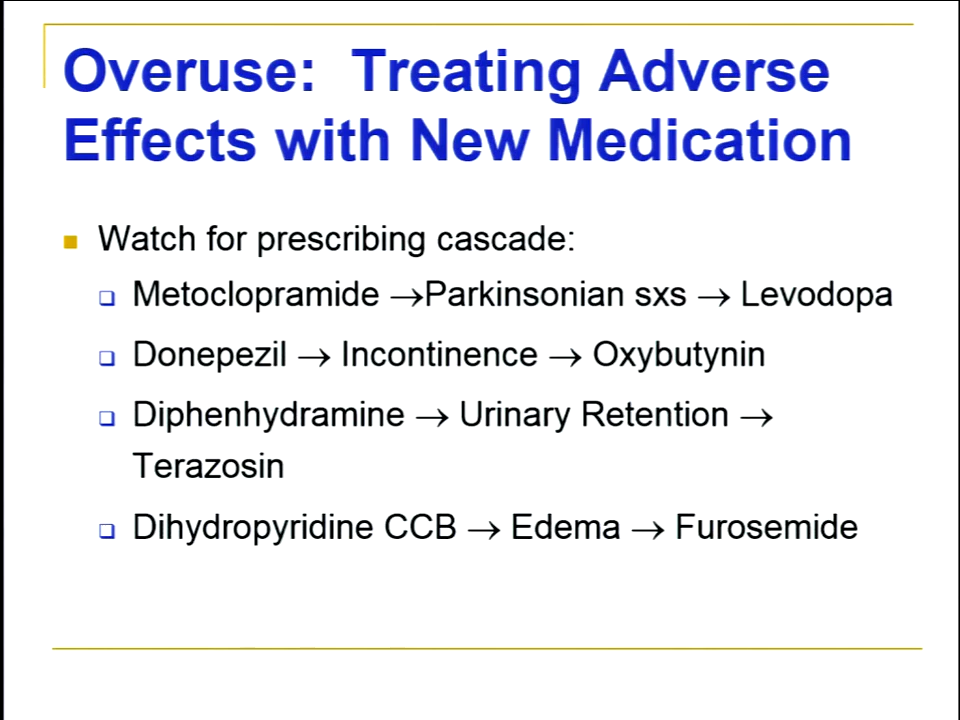 Overuse:  Treating Adverse
Effects with New Medication
Watch for prescribing cascade:
Metoclopramide →Parkinsonian sxs → Levodopa
Donepezil → Incontinence → Oxybutynin
Diphenhydramine → Urinary Retention →
Terazosin
Dihydropyridine CCB → Edema → Furosemide